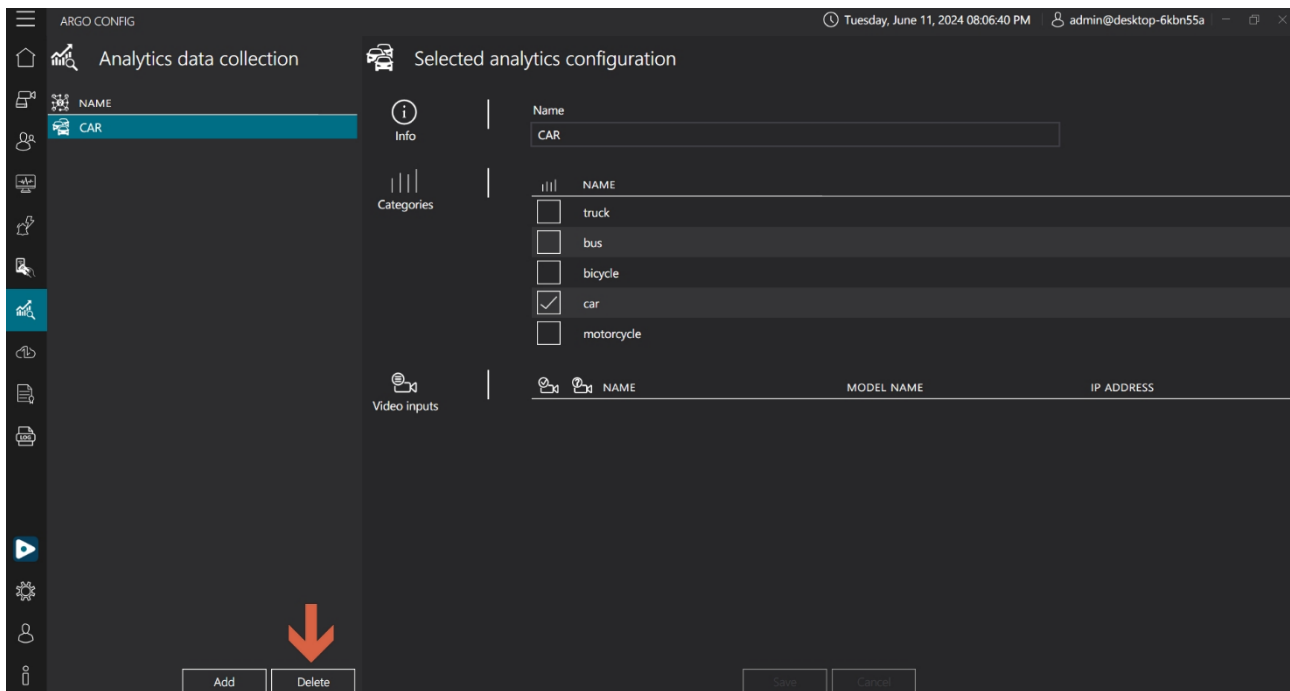 ARGO CONFIG
Tuesday, June 11, 2024 08:06:40 PM
admin@desktop-6kbn55a
Analytics data collection
Selected analytics configuration
NAME
CAR
Info
Name
CAR
Categories
NAME
truck
bus
bicycle
car
motorcycle
Video inputs
NAME MODEL NAME IP ADDRESS
LOG
Add Delete
Save Cancel